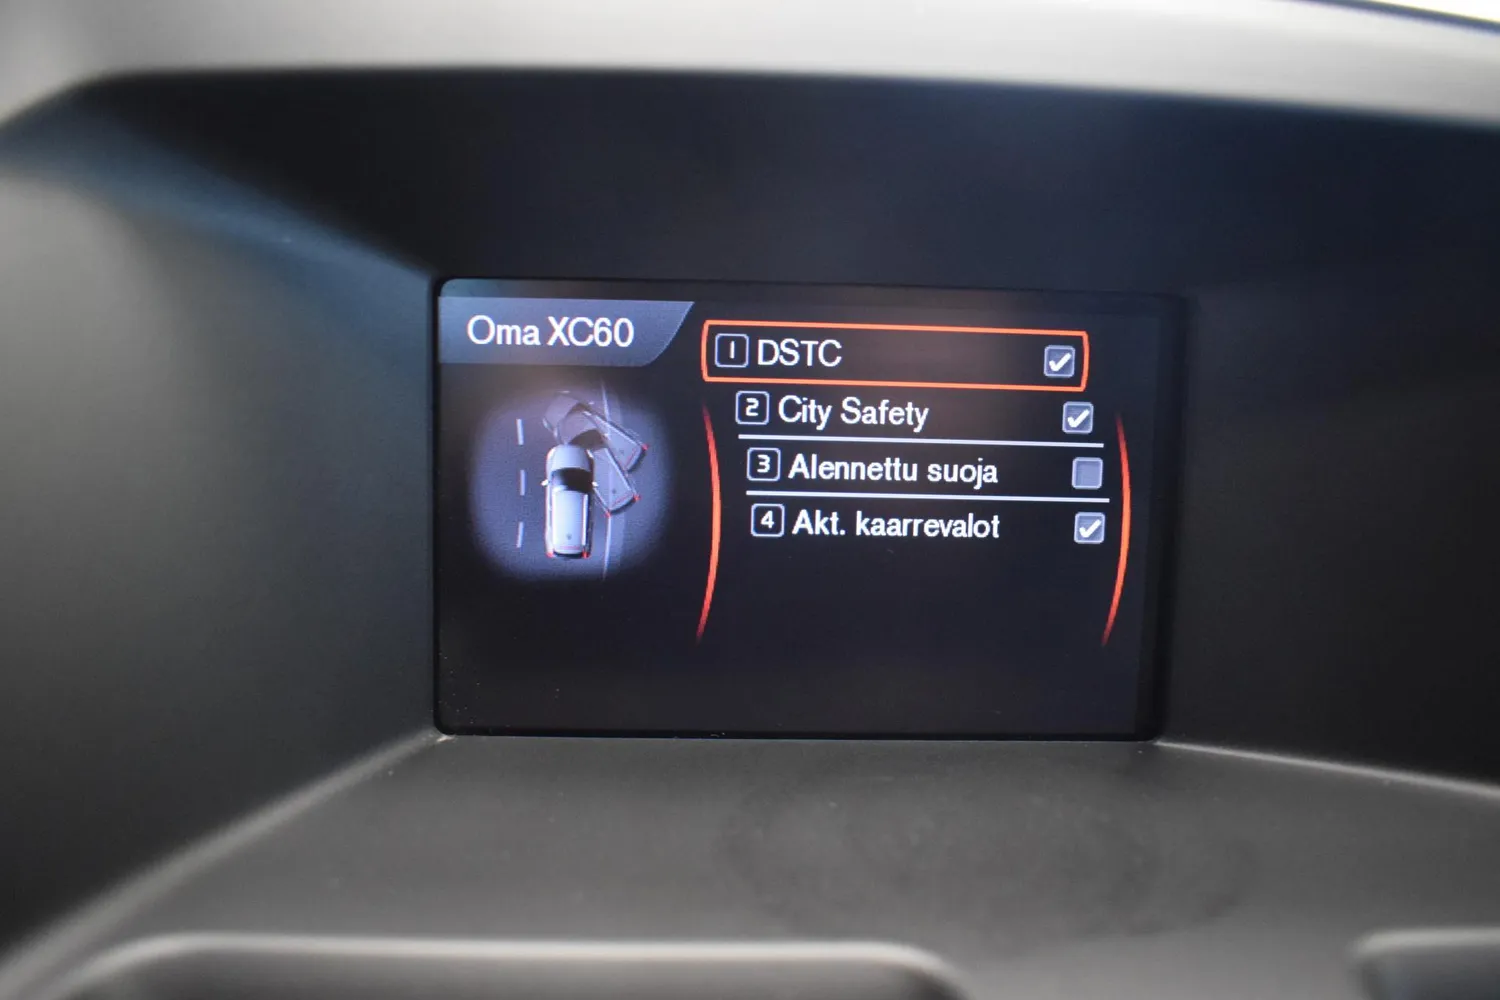 Oma XC60
1 DSTC
2 City Safety
3 Alennettu suoja
4 Akt. kaarrevalot